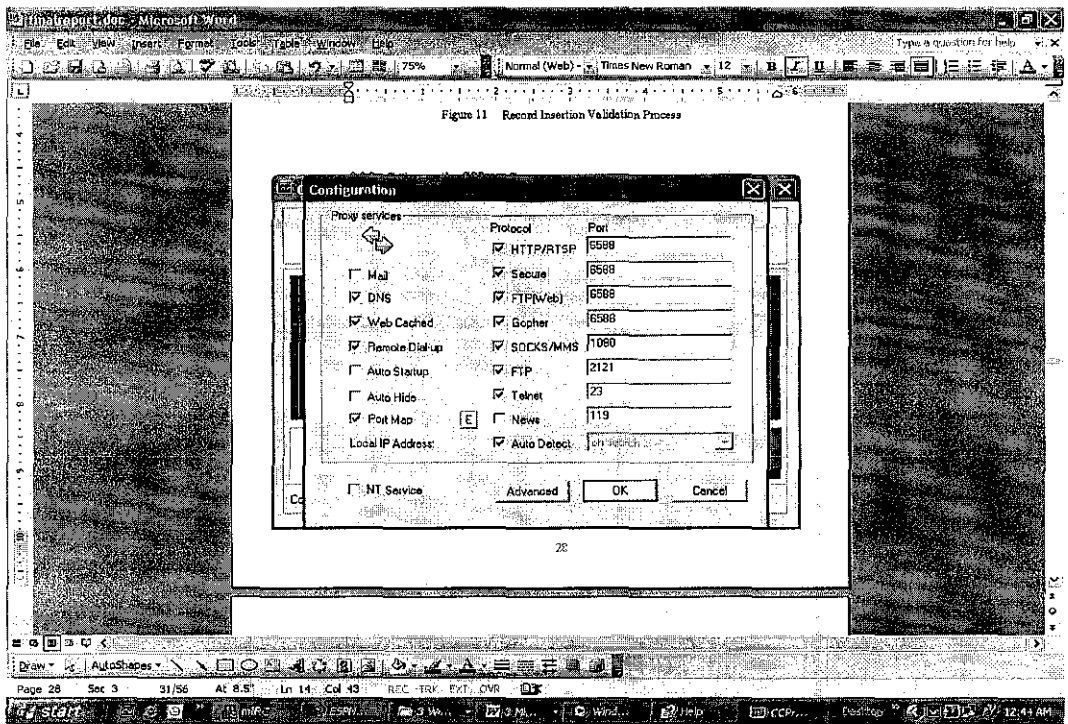 finalreport.doc - Microsoft Word
File Edit View Insert Format Tools Table Window Help
Type a question for help
75%
Normal (Web)
Times New Roman
12
B I U
Figure 11 Record Insertion Validation Process
Configuration
Proxy services
Protocol
Port
HTTP/RTSP
6588
Mail
Secure
6588
DNS
FTP(Web)
6588
Web Cached
Gopher
6588
Remote Dial-up
SOCKS/MMS
1080
Auto Startup
FTP
2121
Auto Hide
Telnet
23
Port Map
E
News
119
Local IP Address:
Auto Detect
NT Service
Advanced
OK
Cancel
28
Draw
AutoShapes
Page 28
Sec 3
31/56
At 8.5"
Ln 14
Col 43
REC
TRK
EXT
OVR
start
Help
CCPr...
Desktop
12:44 AM